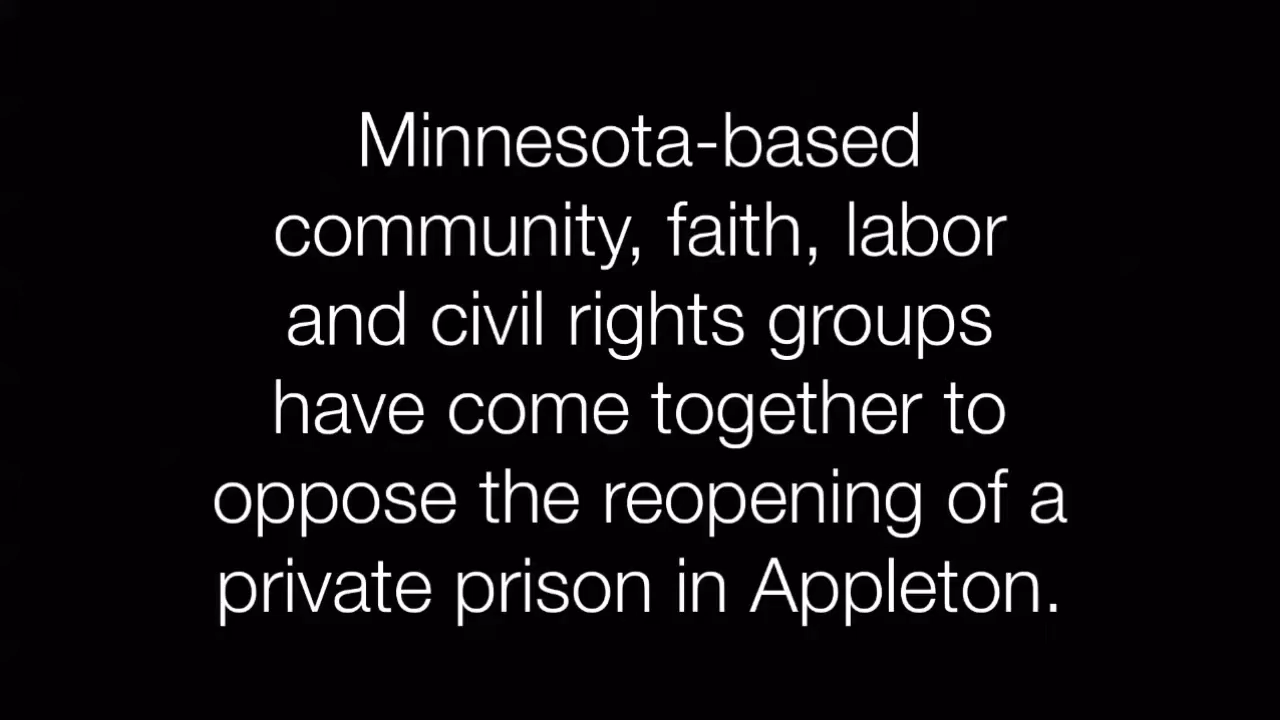 Minnesota-based
community, faith, labor
and civil rights groups
have come together to
oppose the reopening of a
private prison in Appleton.